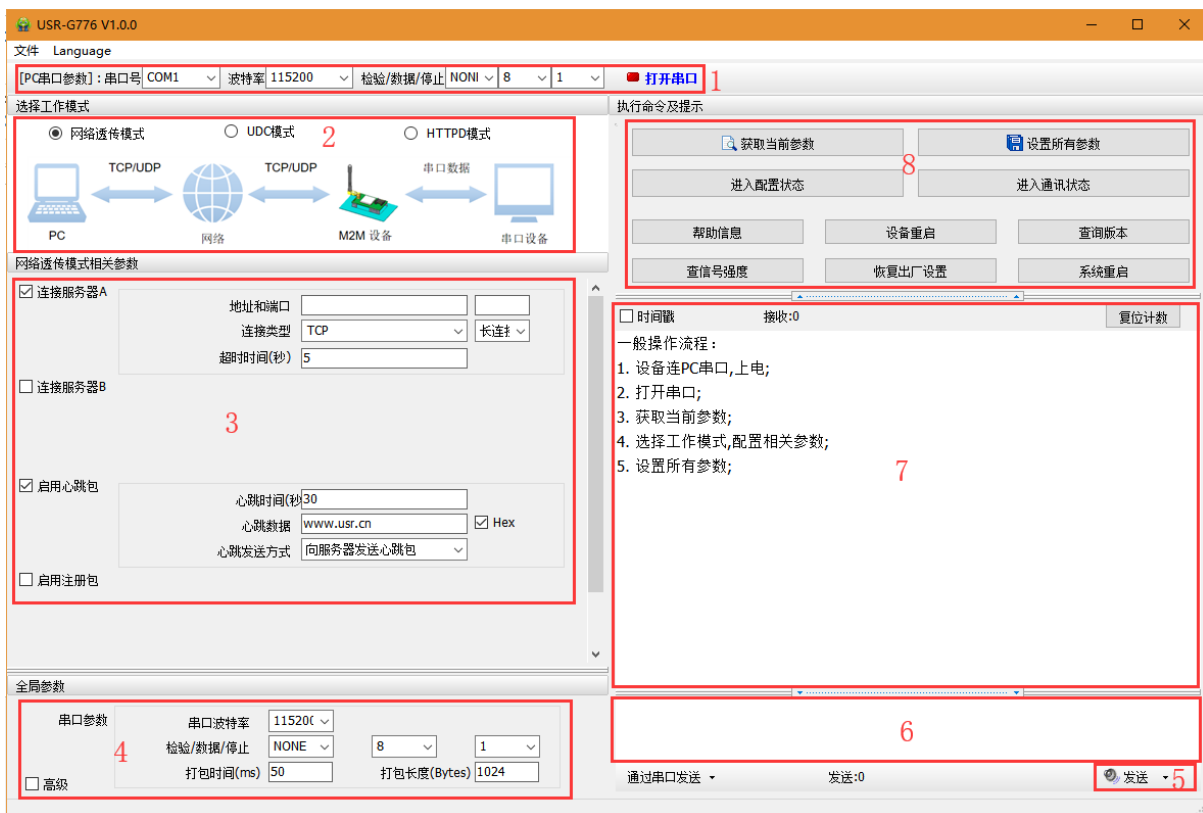 USR-G776 V1.0.0
文件 Language
[PC串口参数]：串口号 COM1 波特率 115200 检验/数据/停止 NONI 8 1 打开串口 1
选择工作模式
网络透传模式 UDC模式 2 HTTPD模式
TCP/UDP TCP/UDP 串口数据
PC 网络 M2M 设备 串口设备
网络透传模式相关参数
连接服务器A
地址和端口
连接类型 TCP 长连接
超时时间(秒) 5
连接服务器B
3
启用心跳包
心跳时间(秒 30
心跳数据 www.usr.cn Hex
心跳发送方式 向服务器发送心跳包
启用注册包
全局参数
串口参数 串口波特率 115200
4 检验/数据/停止 NONE 8 1
打包时间(ms) 50 打包长度(Bytes) 1024
高级
执行命令及提示
获取当前参数 设置所有参数
8
进入配置状态 进入通讯状态
帮助信息 设备重启 查询版本
查信号强度 恢复出厂设置 系统重启
时间戳 接收:0 复位计数
一般操作流程：
1. 设备连PC串口,上电;
2. 打开串口;
3. 获取当前参数;
4. 选择工作模式,配置相关参数;
5. 设置所有参数;
7
6
通过串口发送 发送:0 发送 5